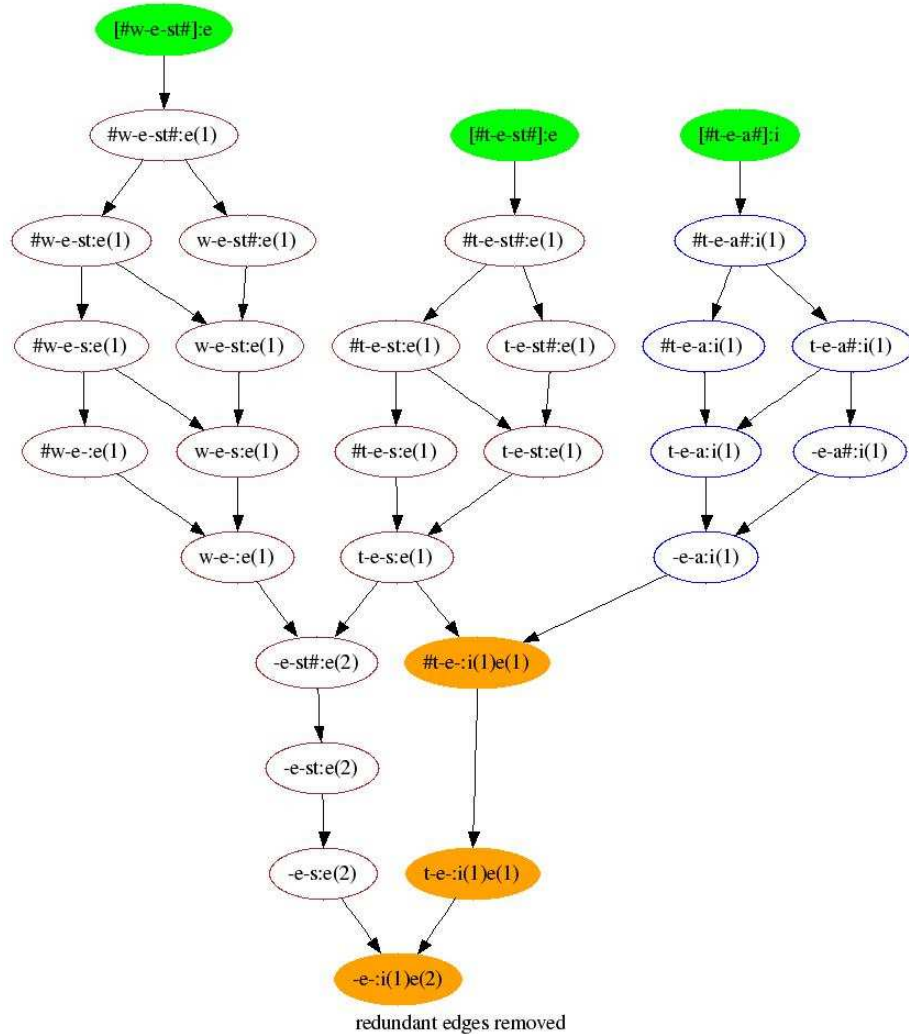 [#w-e-st#]:e
#w-e-st#:e(1)
[#t-e-st#]:e
[#t-e-a#]:i
#w-e-st:e(1)
w-e-st#:e(1)
#t-e-st#:e(1)
#t-e-a#:i(1)
#w-e-s:e(1)
w-e-st:e(1)
#t-e-st:e(1)
t-e-st#:e(1)
#t-e-a:i(1)
t-e-a#:i(1)
#w-e-:e(1)
w-e-s:e(1)
#t-e-s:e(1)
t-e-st:e(1)
t-e-a:i(1)
-e-a#:i(1)
w-e-:e(1)
t-e-s:e(1)
-e-a:i(1)
-e-st#:e(2)
#t-e-:i(1)e(1)
-e-st:e(2)
-e-s:e(2)
t-e-:i(1)e(1)
-e-:i(1)e(2)
redundant edges removed